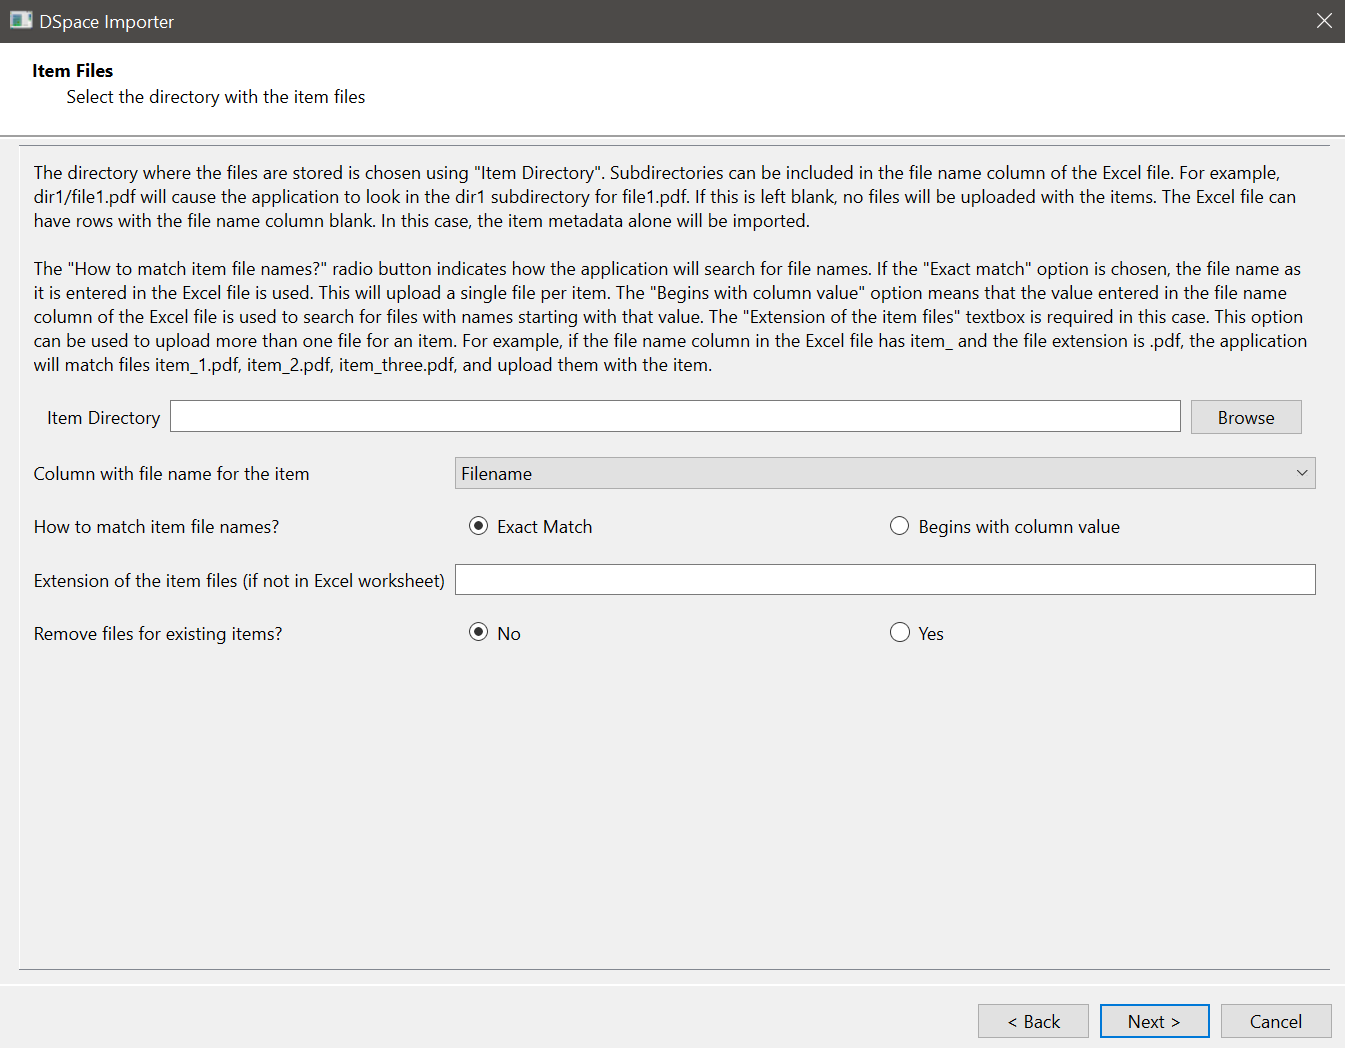 DSpace Importer
Item Files
Select the directory with the item files
The directory where the files are stored is chosen using "Item Directory". Subdirectories can be included in the file name column of the Excel file. For example,
dir1/file1.pdf will cause the application to look in the dir1 subdirectory for file1.pdf. If this is left blank, no files will be uploaded with the items. The Excel file can
have rows with the file name column blank. In this case, the item metadata alone will be imported.
The "How to match item file names?" radio button indicates how the application will search for file names. If the "Exact match" option is chosen, the file name as
it is entered in the Excel file is used. This will upload a single file per item. The "Begins with column value" option means that the value entered in the file name
column of the Excel file is used to search for files with names starting with that value. The "Extension of the item files" textbox is required in this case. This option
can be used to upload more than one file for an item. For example, if the file name column in the Excel file has item_ and the file extension is .pdf, the application
will match files item_1.pdf, item_2.pdf, item_three.pdf, and upload them with the item.
Item Directory Browse
Column with file name for the item Filename
How to match item file names? Exact Match Begins with column value
Extension of the item files (if not in Excel worksheet)
Remove files for existing items? No Yes
< Back Next > Cancel